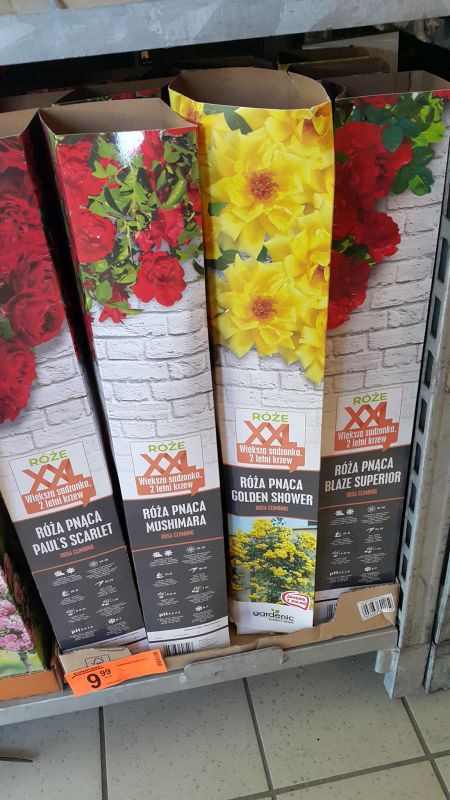 RÓŻE
XXL
Większa sadzonka,
2 letni krzew
RÓŻA PNĄCA
PAUL'S SCARLET
ROSA CLIMBING
RÓŻE
XXL
Większa sadzonka,
2 letni krzew
RÓŻA PNĄCA
MUSHIMARA
ROSA CLIMBING
RÓŻE
XXL
Większa sadzonka,
2 letni krzew
RÓŻA PNĄCA
GOLDEN SHOWER
ROSA CLIMBING
gardenic
RÓŻE
XXL
Większa sadzonka,
2 letni krzew
RÓŻA PNĄCA
BLAZE SUPERIOR
ROSA CLIMBING
9,99